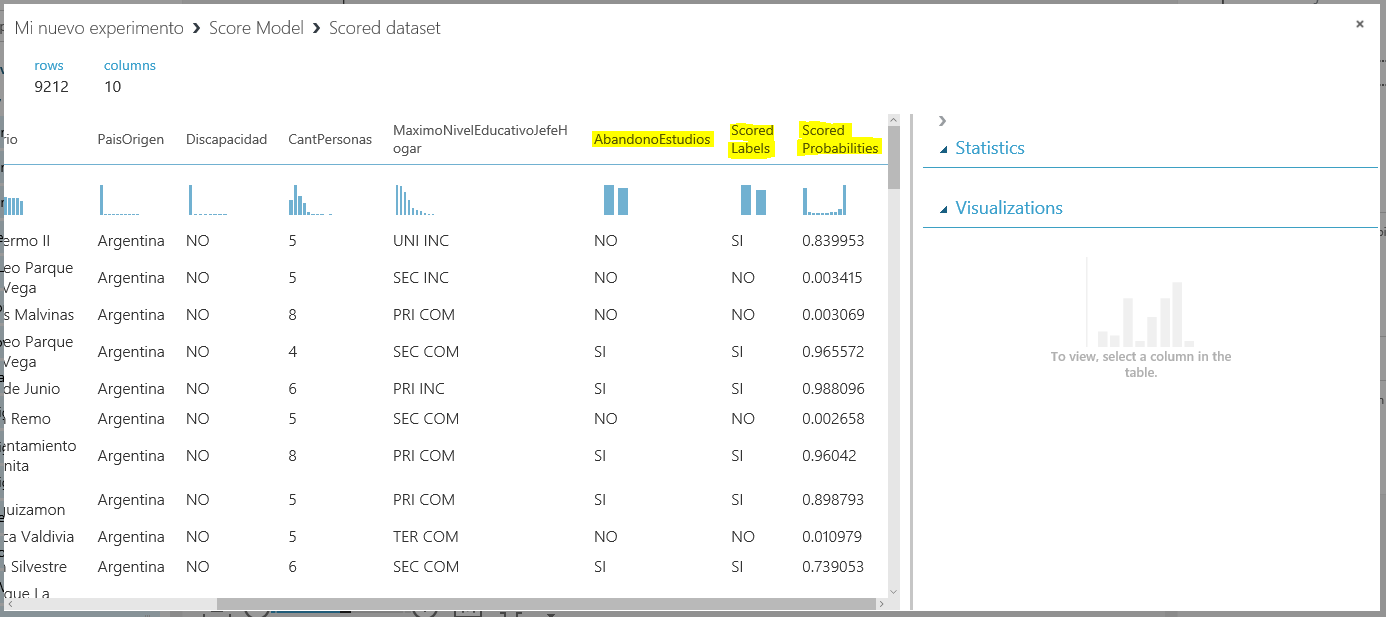 Mi nuevo experimento › Score Model › Scored dataset
rows columns
9212 10
PaisOrigen Discapacidad CantPersonas MaximoNivelEducativoJefeHogar AbandonoEstudios Scored Labels Scored Probabilities
Statistics
Visualizations
ermo II Argentina NO 5 UNI INC NO SI 0.839953
eo Parque Vega Argentina NO 5 SEC INC NO NO 0.003415
s Malvinas Argentina NO 8 PRI COM NO NO 0.003069
eo Parque Vega Argentina NO 4 SEC COM SI SI 0.965572
de Junio Argentina NO 6 PRI INC SI SI 0.988096
Remo Argentina NO 5 SEC COM NO NO 0.002658
entamiento nita Argentina NO 8 PRI COM SI SI 0.96042
uizamon Argentina NO 5 PRI COM SI SI 0.898793
ca Valdivia Argentina NO 5 TER COM NO NO 0.010979
Silvestre Argentina NO 6 SEC COM SI SI 0.739053
que La
To view, select a column in the
table.